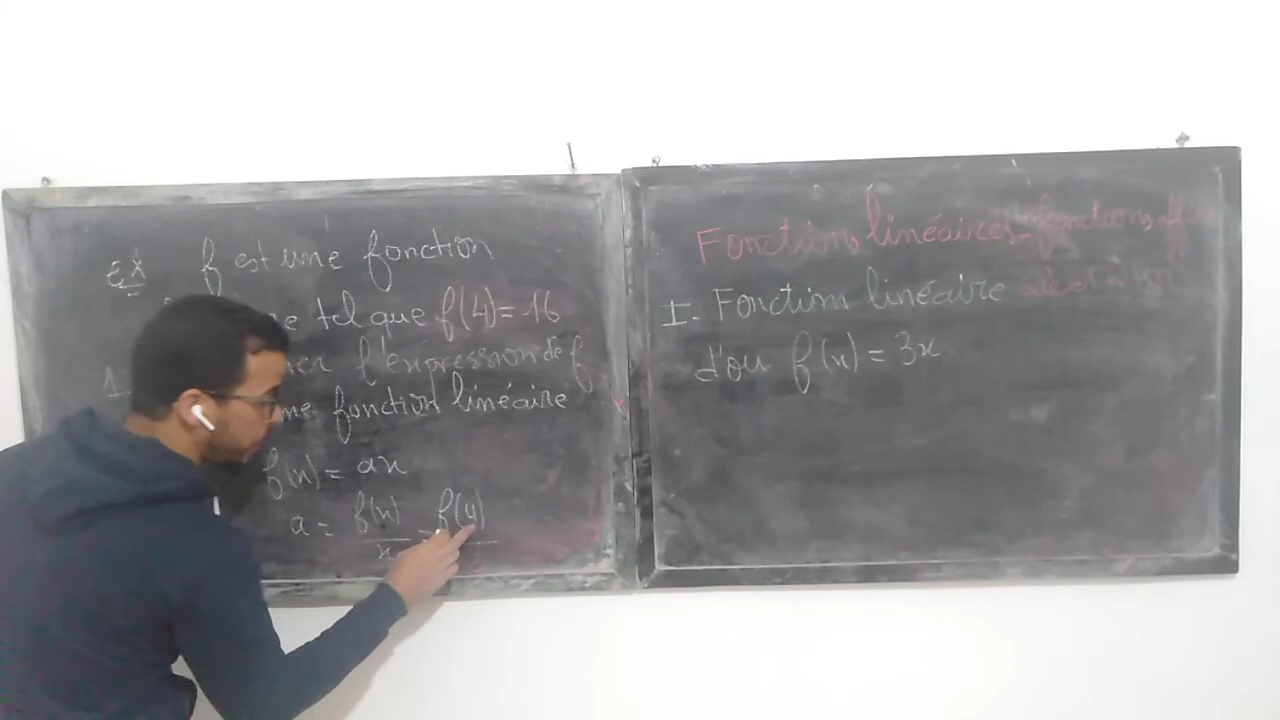 Ex f est une fonction
tel que f(4) = 16
1. l'expression de f
fonction linéaire
f(x) = ax
a = f(x)/x = f(4)
Fonctions linéaires - fonctions
I - Fonction linéaire
d'ou f(x) = 3x